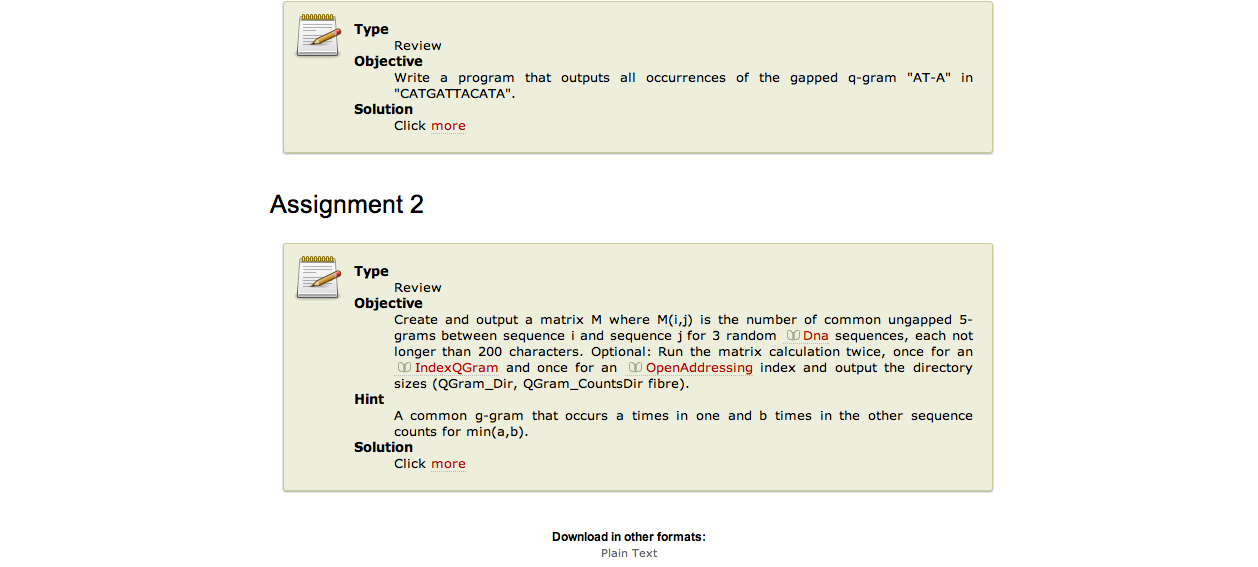 Type
Review
Objective
Write a program that outputs all occurrences of the gapped q-gram "AT-A" in
"CATGATTACATA".
Solution
Click more
Assignment 2
Type
Review
Objective
Create and output a matrix M where M(i,j) is the number of common ungapped 5-
grams between sequence i and sequence j for 3 random Dna sequences, each not
longer than 200 characters. Optional: Run the matrix calculation twice, once for an
IndexQGram and once for an OpenAddressing index and output the directory
sizes (QGram_Dir, QGram_CountsDir fibre).
Hint
A common g-gram that occurs a times in one and b times in the other sequence
counts for min(a,b).
Solution
Click more
Download in other formats:
Plain Text